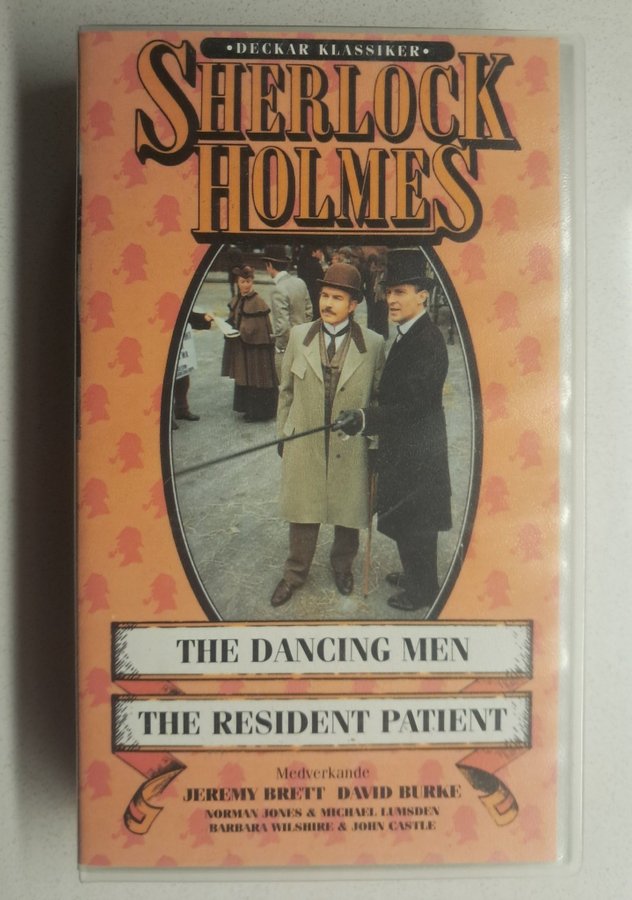 •DECKAR KLASSIKER•
SHERLOCK
HOLMES
THE DANCING MEN
THE RESIDENT PATIENT
Medverkande
JEREMY BRETT DAVID BURKE
NORMAN JONES & MICHAEL LUMSDEN
BARBARA WILSHIRE & JOHN CASTLE